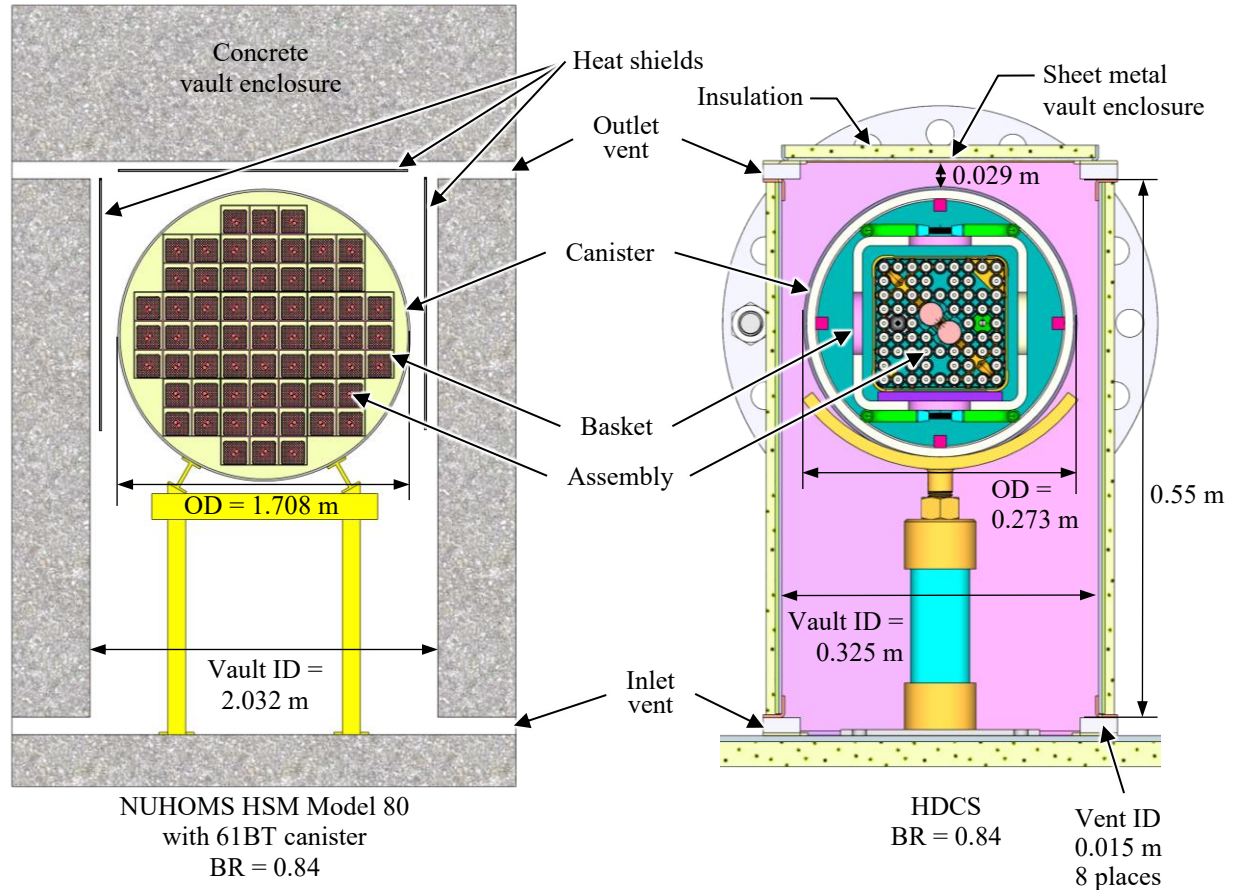 Concrete
vault enclosure
Heat shields
Outlet
vent
Canister
Basket
Assembly
OD = 1.708 m
Vault ID =
2.032 m
Inlet
vent
NUHOMS HSM Model 80
with 61BT canister
BR = 0.84
Insulation
Sheet metal
vault enclosure
0.029 m
OD =
0.273 m
0.55 m
Vault ID =
0.325 m
HDCS
BR = 0.84
Vent ID
0.015 m
8 places